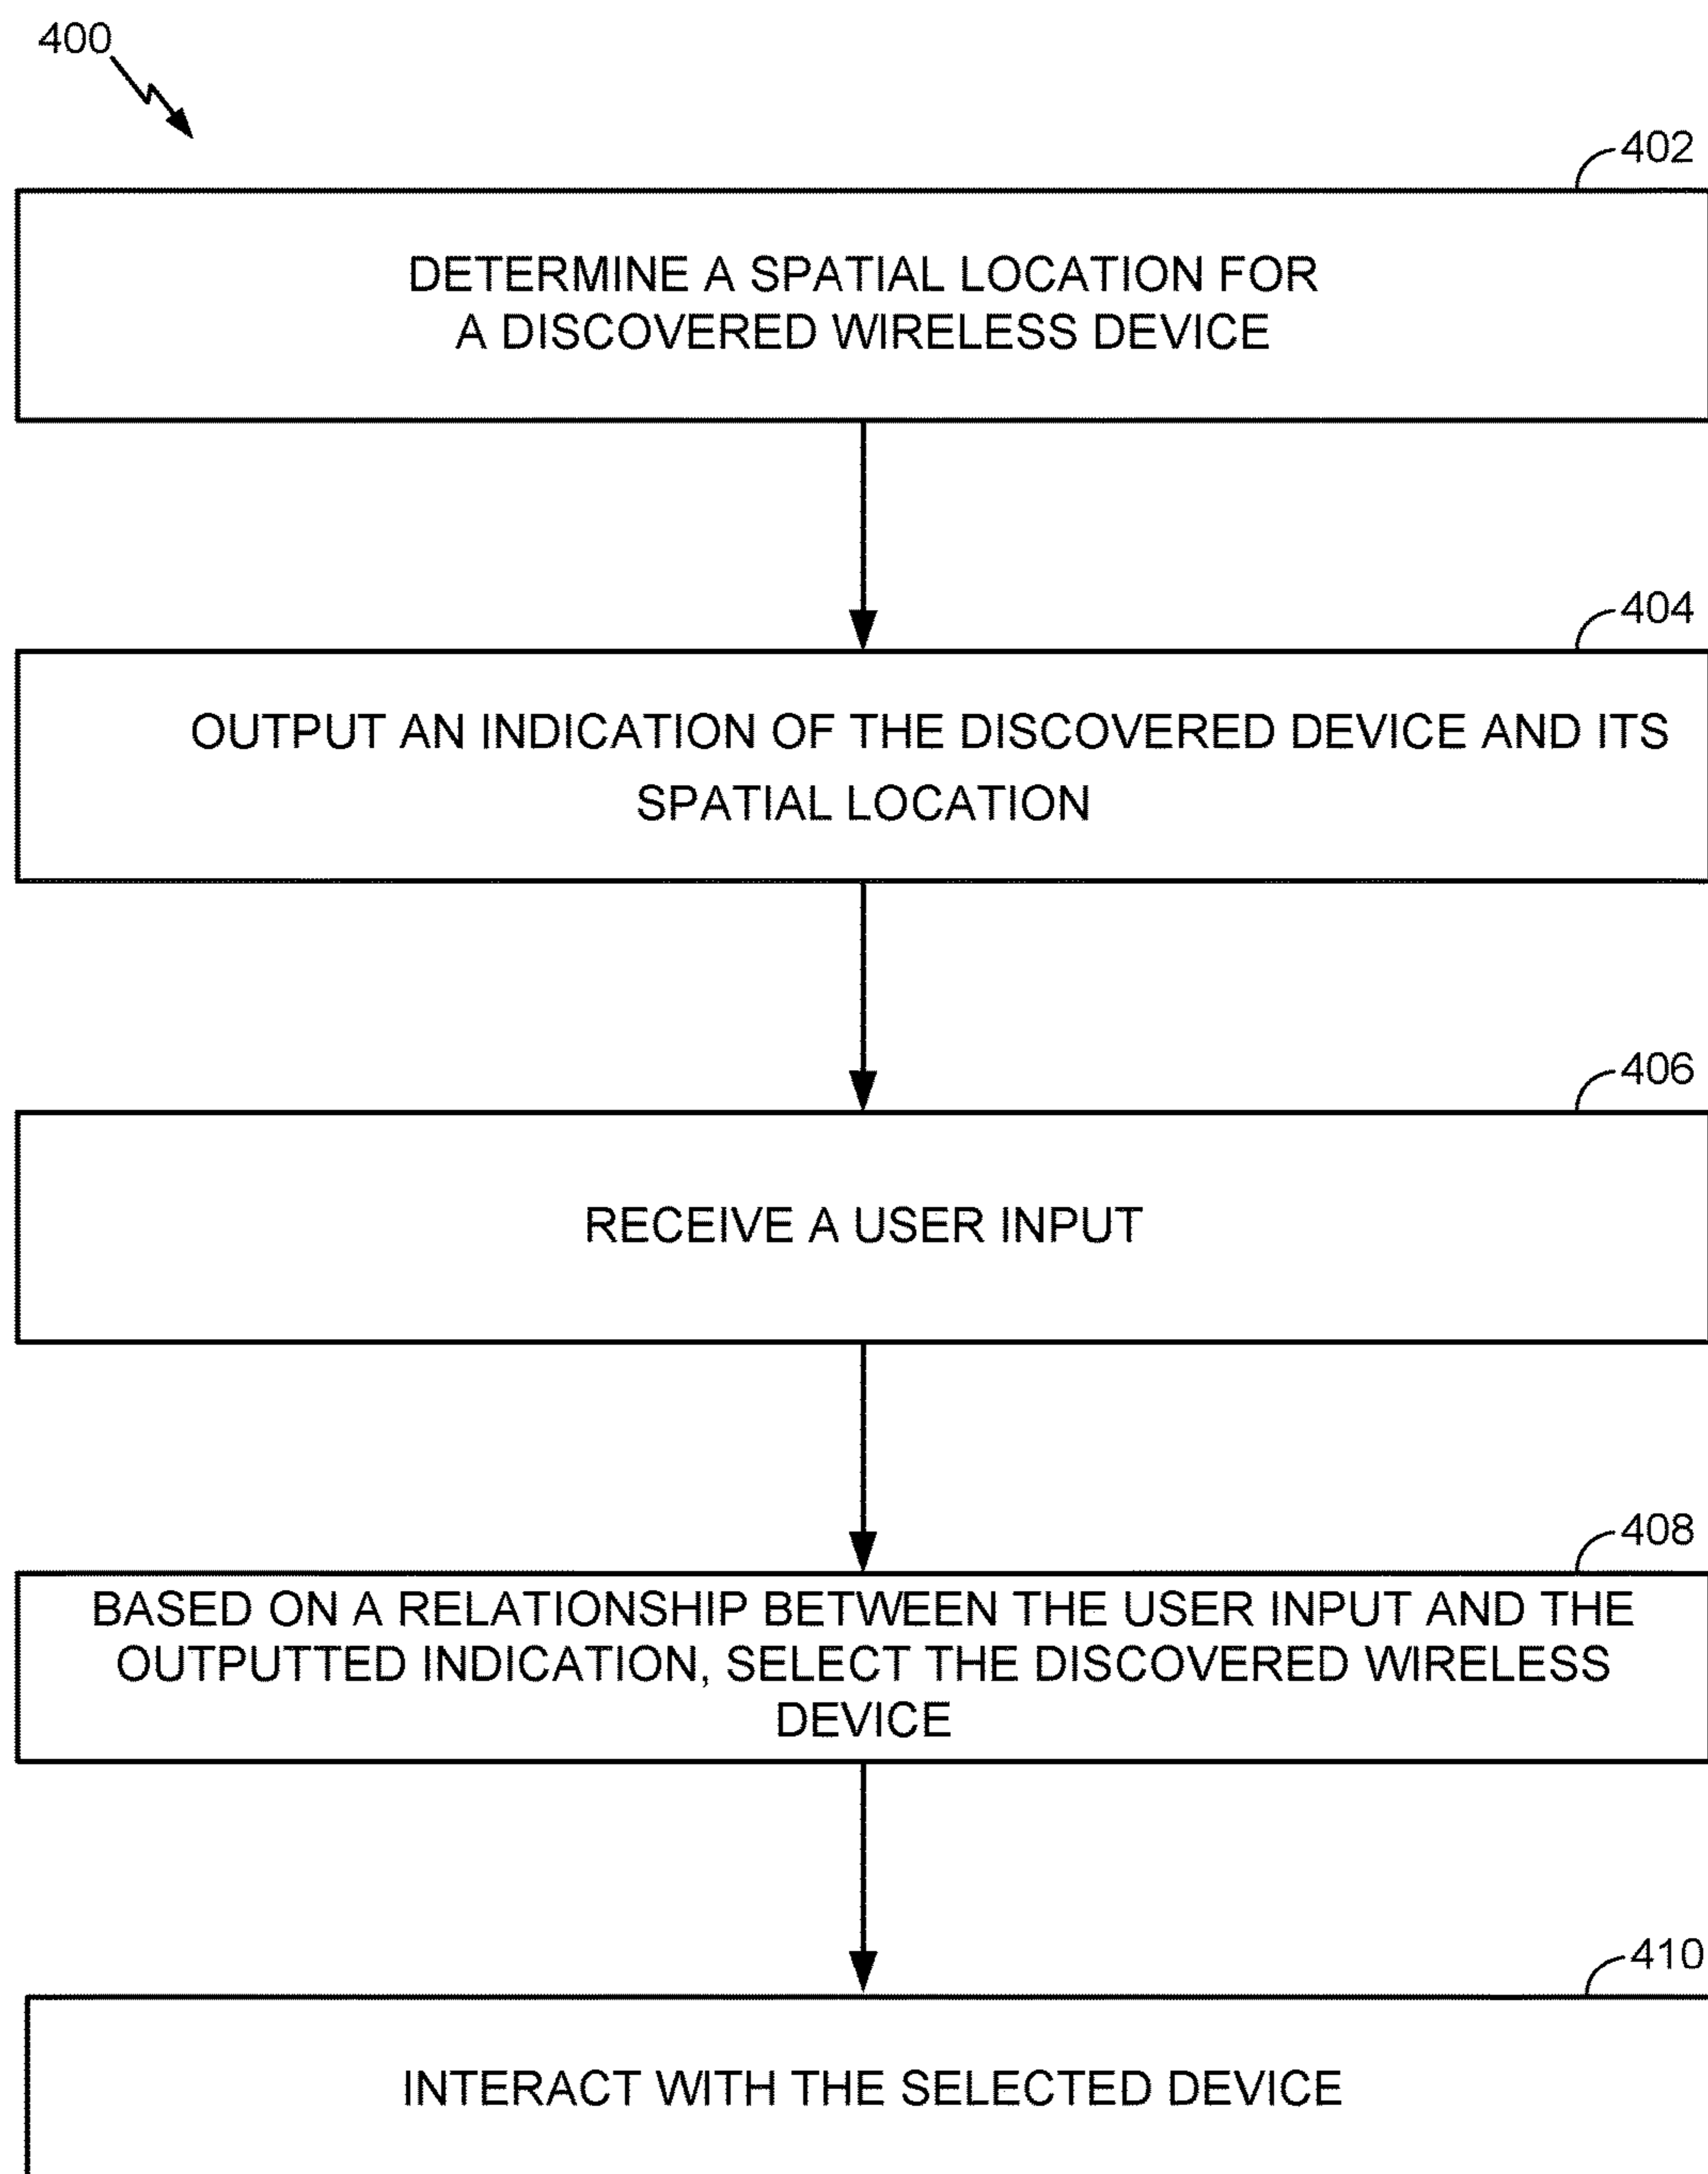 400
402
DETERMINE A SPATIAL LOCATION FOR
A DISCOVERED WIRELESS DEVICE
404
OUTPUT AN INDICATION OF THE DISCOVERED DEVICE AND ITS
SPATIAL LOCATION
406
RECEIVE A USER INPUT
408
BASED ON A RELATIONSHIP BETWEEN THE USER INPUT AND THE
OUTPUTTED INDICATION, SELECT THE DISCOVERED WIRELESS
DEVICE
410
INTERACT WITH THE SELECTED DEVICE